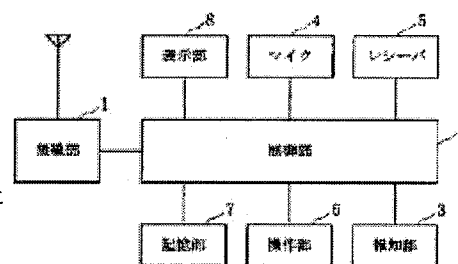 8 4 5
表示部 マイク レシーバ
1
無線部 制御部
7 6 3
記憶部 操作部 報知部